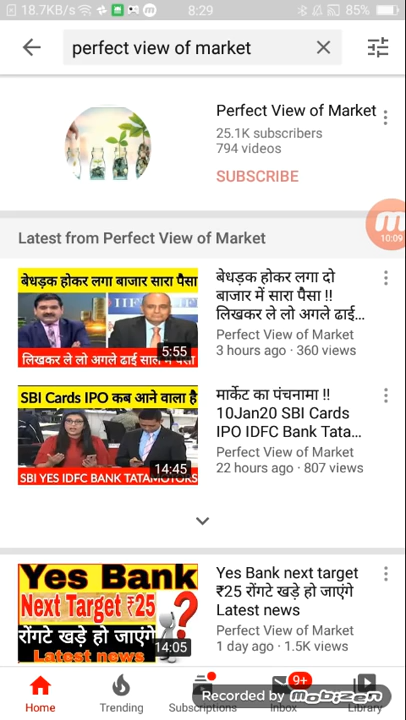 18.7KB/s 8:29 85%
perfect view of market
Perfect View of Market
25.1K subscribers
794 videos
SUBSCRIBE
10:09
Latest from Perfect View of Market
बेधड़क होकर लगा बाजार सारा पैसा
IIF
5:55
लिखकर ले लो अगले ढाई साल में पैसा
बेधड़क होकर लगा दो
बाजार में सारा पैसा !!
लिखकर ले लो अगले ढाई...
Perfect View of Market
3 hours ago · 360 views
SBI Cards IPO कब आने वाला है
14:45
SBI YES IDFC BANK TATAMOTORS
मार्केट का पंचनामा !!
10Jan20 SBI Cards
IPO IDFC Bank Tata...
Perfect View of Market
22 hours ago · 807 views
Yes Bank
Next Target ₹25
रोंगटे खड़े हो जाएंगे
Latest news
14:05
Yes Bank next target
₹25 रोंगटे खड़े हो जाएंगे
Latest news
Perfect View of Market
1 day ago · 1.5K views
9+
Home Trending Subscriptions Inbox Library
Recorded by mobizen